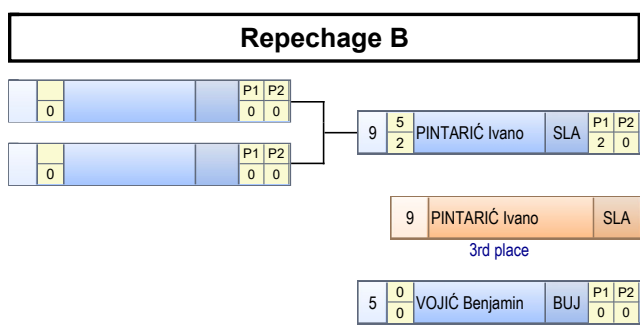 Repechage B
P1 P2
0 0 0
P1 P2
0 0 0
9 5 2 PINTARIĆ Ivano SLA P1 P2 2 0
9 PINTARIĆ Ivano SLA
3rd place
5 0 0 VOJIĆ Benjamin BUJ P1 P2 0 0